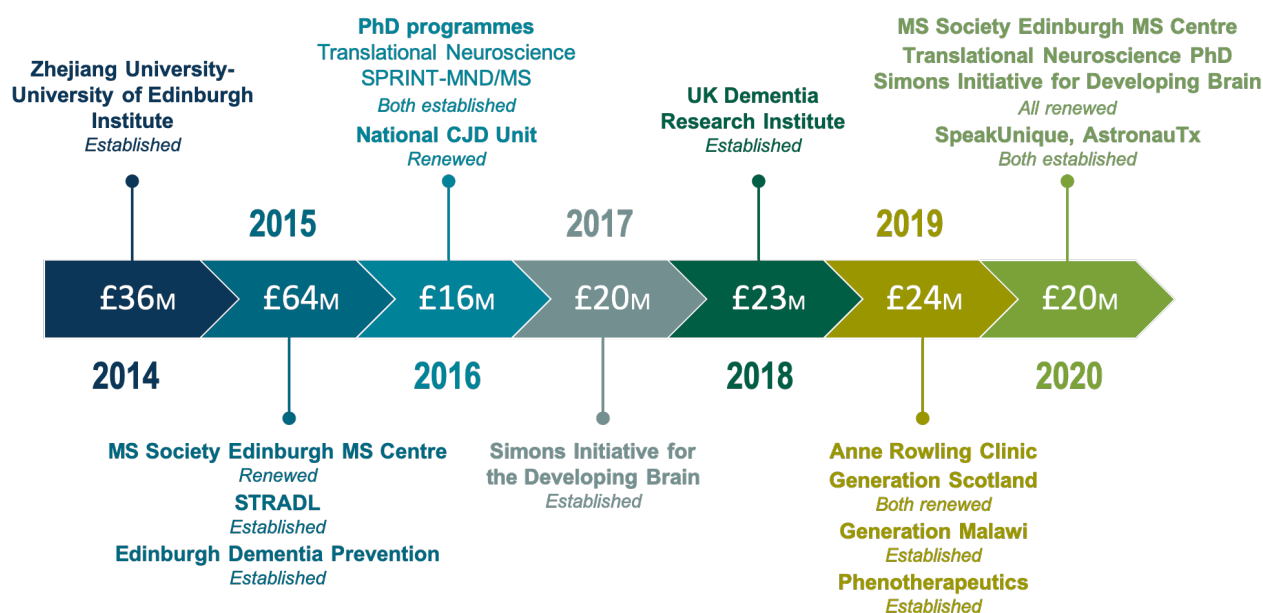 Zhejiang University-
University of Edinburgh
Institute
Established
PhD programmes
Translational Neuroscience
SPRINT-MND/MS
Both established
National CJD Unit
Renewed
UK Dementia
Research Institute
Established
MS Society Edinburgh MS Centre
Translational Neuroscience PhD
Simons Initiative for Developing Brain
All renewed
SpeakUnique, AstronauTx
Both established
2015
2017
2019
£36M
£64M
£16M
£20M
£23M
£24M
£20M
2014
2016
2018
2020
MS Society Edinburgh MS Centre
Renewed
STRADL
Established
Edinburgh Dementia Prevention
Established
Simons Initiative for
the Developing Brain
Established
Anne Rowling Clinic
Generation Scotland
Both renewed
Generation Malawi
Established
Phenotherapeutics
Established